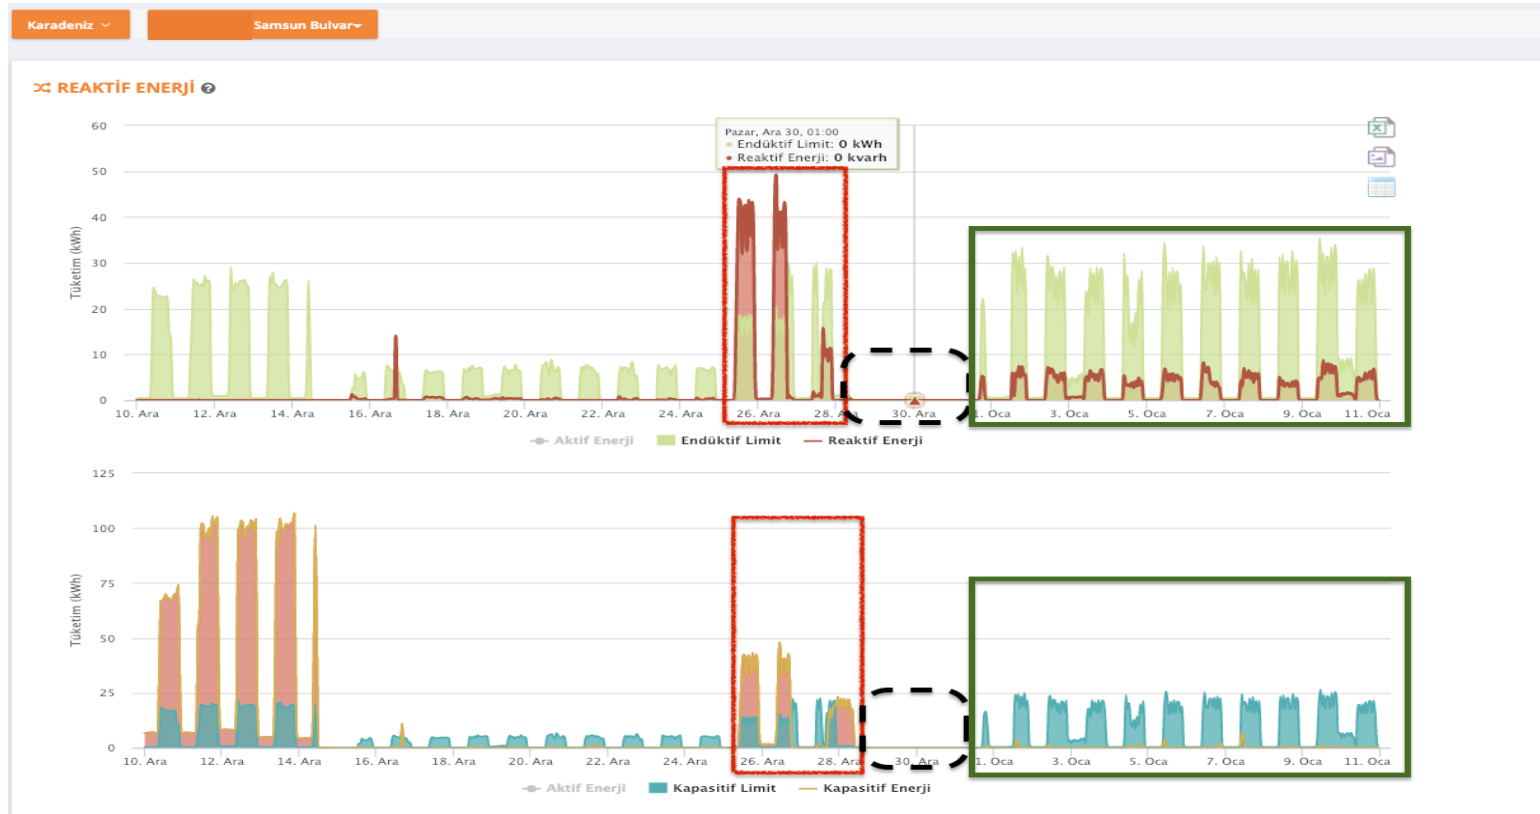 Karadeniz
Samsun Bulvar
REAKTİF ENERJİ
Pazar, Ara 30, 01:00
Endüktif Limit: 0 kWh
Reaktif Enerji: 0 kvarh
Tüketim (kWh)
60
50
40
30
20
10
0
10. Ara 12. Ara 14. Ara 16. Ara 18. Ara 20. Ara 22. Ara 24. Ara 26. Ara 28. Ara 30. Ara 1. Oca 3. Oca 5. Oca 7. Oca 9. Oca 11. Oca
Aktif Enerji Endüktif Limit Reaktif Enerji
Tüketim (kWh)
125
100
75
50
25
0
10. Ara 12. Ara 14. Ara 16. Ara 18. Ara 20. Ara 22. Ara 24. Ara 26. Ara 28. Ara 30. Ara 1. Oca 3. Oca 5. Oca 7. Oca 9. Oca 11. Oca
Aktif Enerji Kapasitif Limit Kapasitif Enerji